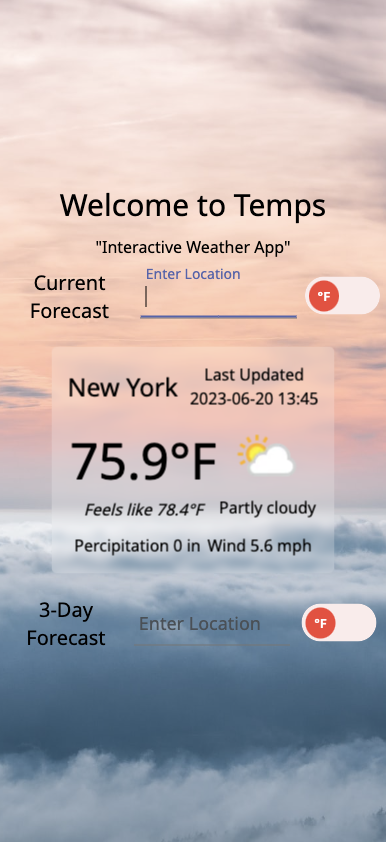 Welcome to Temps
"Interactive Weather App"
Current
Forecast
Enter Location
°F
New York
Last Updated
2023-06-20 13:45
75.9°F
Feels like 78.4°F
Partly cloudy
Percipitation 0 in
Wind 5.6 mph
3-Day
Forecast
Enter Location
°F